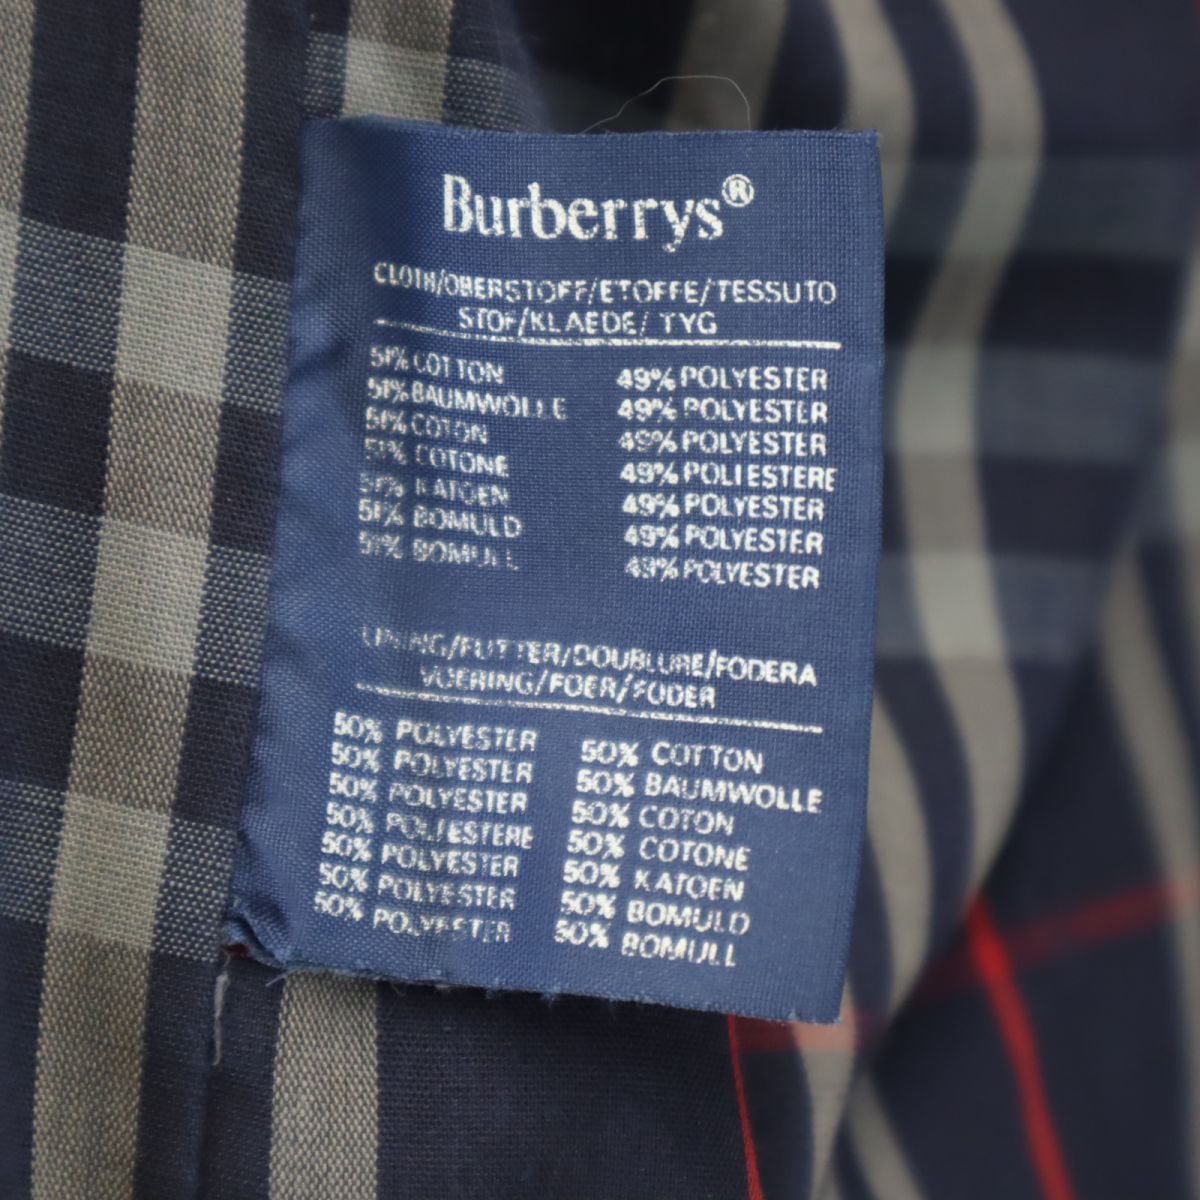 Burberrys®
CLOTH/OBERSTOFF/ETOFFE/TESSUTO
STOF/KLAEDE/TYG
51% COTTON 49% POLYESTER
51% BAUMWOLLE 49% POLYESTER
51% COTON 49% POLYESTER
51% COTONE 49% POLIESTERE
51% KATOEN 49% POLYESTER
51% BOMULD 49% POLYESTER
51% BOMULL 49% POLYESTER
LINING/FUTTER/DOUBLURE/FODERA
VOERING/FOER/FODER
50% POLYESTER 50% COTTON
50% POLYESTER 50% BAUMWOLLE
50% POLYESTER 50% COTON
50% POLIESTERE 50% COTONE
50% POLYESTER 50% KATOEN
50% POLYESTER 50% BOMULD
50% POLYESTER 50% BOMULL